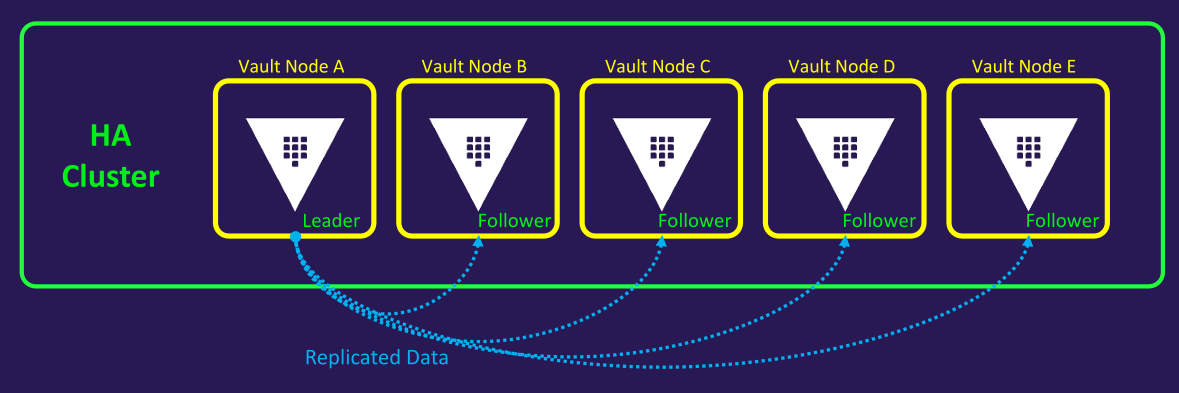 Vault Node A
Vault Node B
Vault Node C
Vault Node D
Vault Node E
HA
Cluster
Leader
Follower
Follower
Follower
Follower
Replicated Data